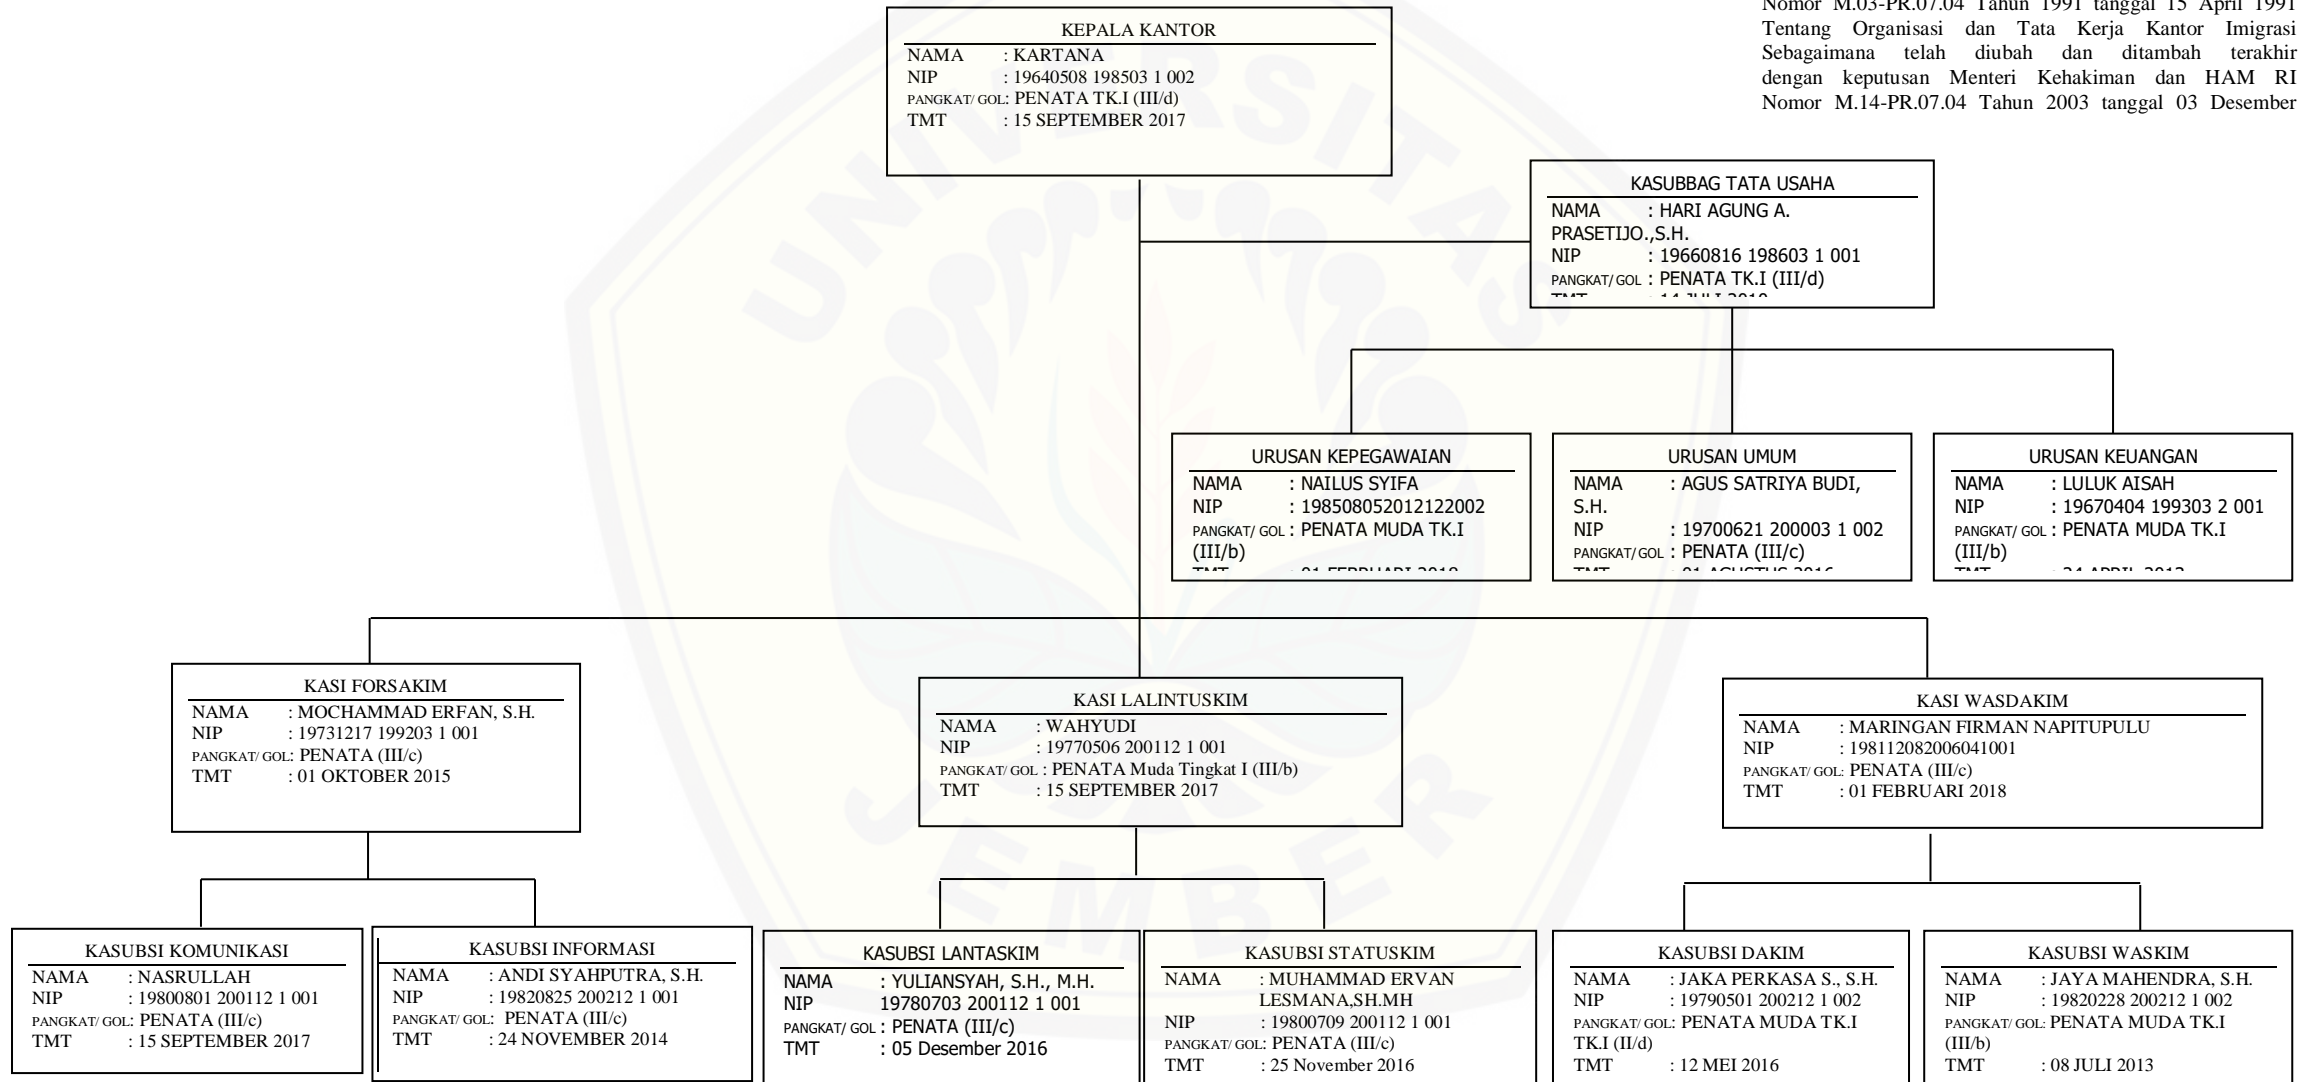 Nomor M.03-PR.07.04 Tahun 1991 tanggal 15 April 1991
Tentang Organisasi dan Tata Kerja Kantor Imigrasi
Sebagaimana telah diubah dan ditambah terakhir
dengan keputusan Menteri Kehakiman dan HAM RI
Nomor M.14-PR.07.04 Tahun 2003 tanggal 03 Desember
KEPALA KANTOR
NAMA : KARTANA
NIP : 19640508 198503 1 002
PANGKAT/ GOL: PENATA TK.I (III/d)
TMT : 15 SEPTEMBER 2017
KASUBBAG TATA USAHA
NAMA : HARI AGUNG A.
PRASETIJO.,S.H.
NIP : 19660816 198603 1 001
PANGKAT/ GOL : PENATA TK.I (III/d)
TMT : 14 JULI
URUSAN KEPEGAWAIAN
NAMA : NAILUS SYIFA
NIP : 198508052012122002
PANGKAT/ GOL : PENATA MUDA TK.I
(III/b)
TMT : 01 FEBRUARI 2018
URUSAN UMUM
NAMA : AGUS SATRIYA BUDI,
S.H.
NIP : 19700621 200003 1 002
PANGKAT/ GOL : PENATA (III/c)
TMT : 01 AGUSTUS 2016
URUSAN KEUANGAN
NAMA : LULUK AISAH
NIP : 19670404 199303 2 001
PANGKAT/ GOL : PENATA MUDA TK.I
(III/b)
TMT : APRIL
KASI FORSAKIM
NAMA : MOCHAMMAD ERFAN, S.H.
NIP : 19731217 199203 1 001
PANGKAT/ GOL: PENATA (III/c)
TMT : 01 OKTOBER 2015
KASI LALINTUSKIM
NAMA : WAHYUDI
NIP : 19770506 200112 1 001
PANGKAT/ GOL : PENATA Muda Tingkat I (III/b)
TMT : 15 SEPTEMBER 2017
KASI WASDAKIM
NAMA : MARINGAN FIRMAN NAPITUPULU
NIP : 198112082006041001
PANGKAT/ GOL: PENATA (III/c)
TMT : 01 FEBRUARI 2018
KASUBSI KOMUNIKASI
NAMA : NASRULLAH
NIP : 19800801 200112 1 001
PANGKAT/ GOL: PENATA (III/c)
TMT : 15 SEPTEMBER 2017
KASUBSI INFORMASI
NAMA : ANDI SYAHPUTRA, S.H.
NIP : 19820825 200212 1 001
PANGKAT/ GOL: PENATA (III/c)
TMT : 24 NOVEMBER 2014
KASUBSI LANTASKIM
NAMA : YULIANSYAH, S.H., M.H.
NIP 19780703 200112 1 001
PANGKAT/ GOL : PENATA (III/c)
TMT : 05 Desember 2016
KASUBSI STATUSKIM
NAMA : MUHAMMAD ERVAN
LESMANA,SH.MH
NIP : 19800709 200112 1 001
PANGKAT/ GOL: PENATA (III/c)
TMT : 25 November 2016
KASUBSI DAKIM
NAMA : JAKA PERKASA S., S.H.
NIP : 19790501 200212 1 002
PANGKAT/ GOL: PENATA MUDA TK.I
TK.I (II/d)
TMT : 12 MEI 2016
KASUBSI WASKIM
NAMA : JAYA MAHENDRA, S.H.
NIP : 19820228 200212 1 002
PANGKAT/ GOL: PENATA MUDA TK.I
(III/b)
TMT : 08 JULI 2013
UNIVERSITAS
JEMBER